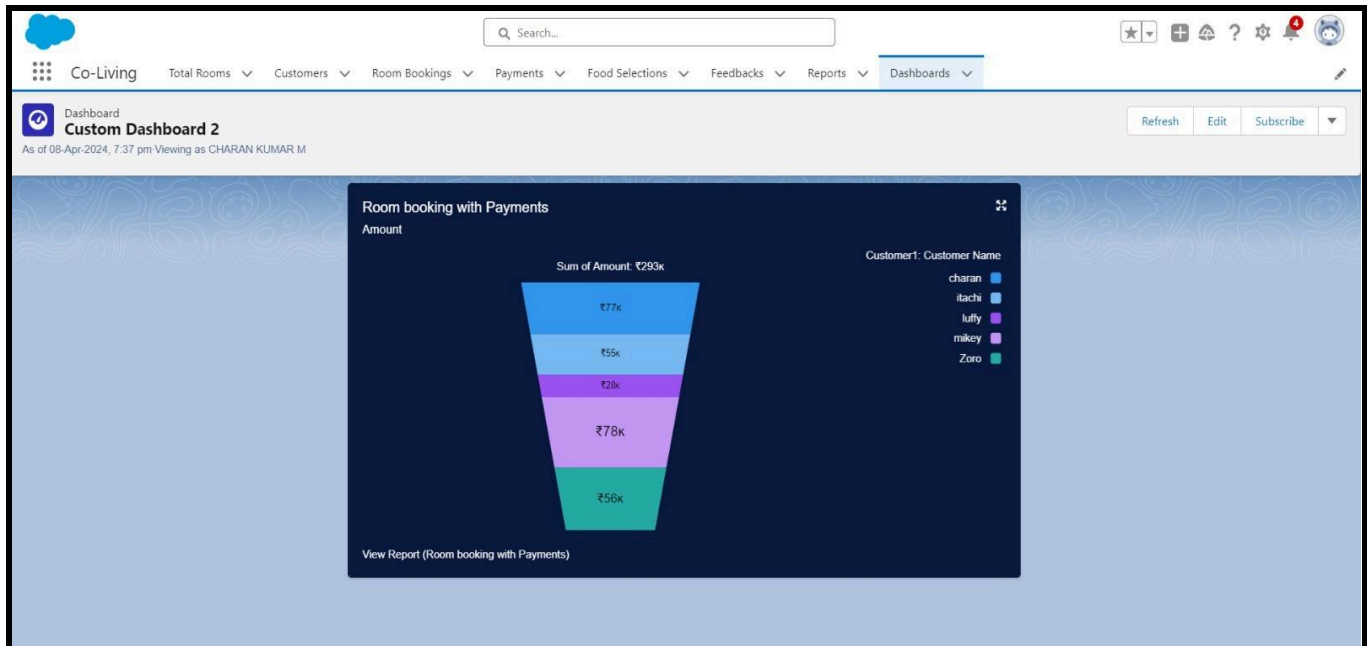 Search...
4
Co-Living Total Rooms Customers Room Bookings Payments Food Selections Feedbacks Reports Dashboards
Dashboard
Custom Dashboard 2
As of 08-Apr-2024, 7:37 pm·Viewing as CHARAN KUMAR M
Refresh Edit Subscribe
Room booking with Payments
Amount
Sum of Amount: ₹293K
₹77K
₹55K
₹28K
₹78K
₹56K
Customer1: Customer Name
charan
itachi
luffy
mikey
Zoro
View Report (Room booking with Payments)